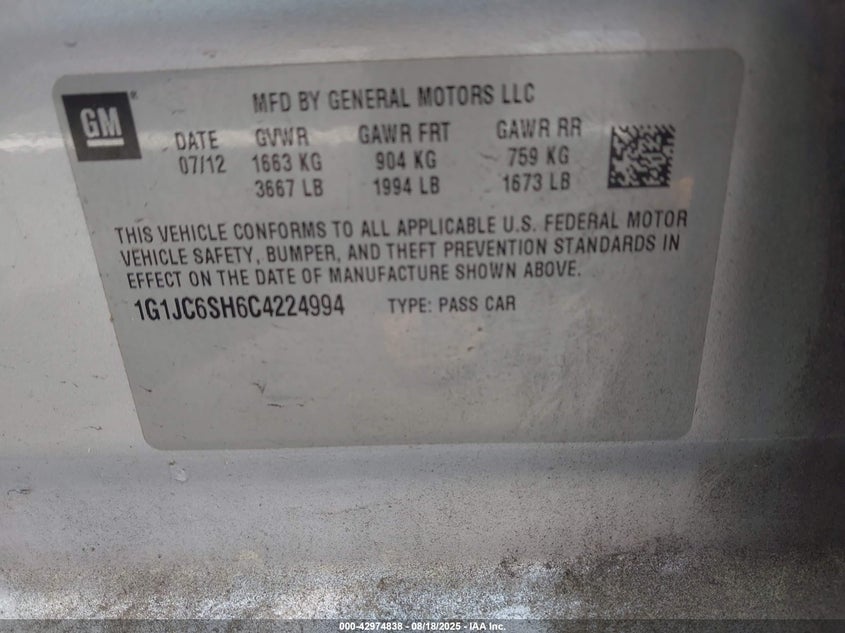 GM
MFD BY GENERAL MOTORS LLC
DATE GVWR GAWR FRT GAWR RR
07/12 1663 KG 904 KG 759 KG
3667 LB 1994 LB 1673 LB
THIS VEHICLE CONFORMS TO ALL APPLICABLE U.S. FEDERAL MOTOR
VEHICLE SAFETY, BUMPER, AND THEFT PREVENTION STANDARDS IN
EFFECT ON THE DATE OF MANUFACTURE SHOWN ABOVE.
1G1JC6SH6C4224994 TYPE: PASS CAR
000-42974838 - 08/18/2025 - IAA Inc.